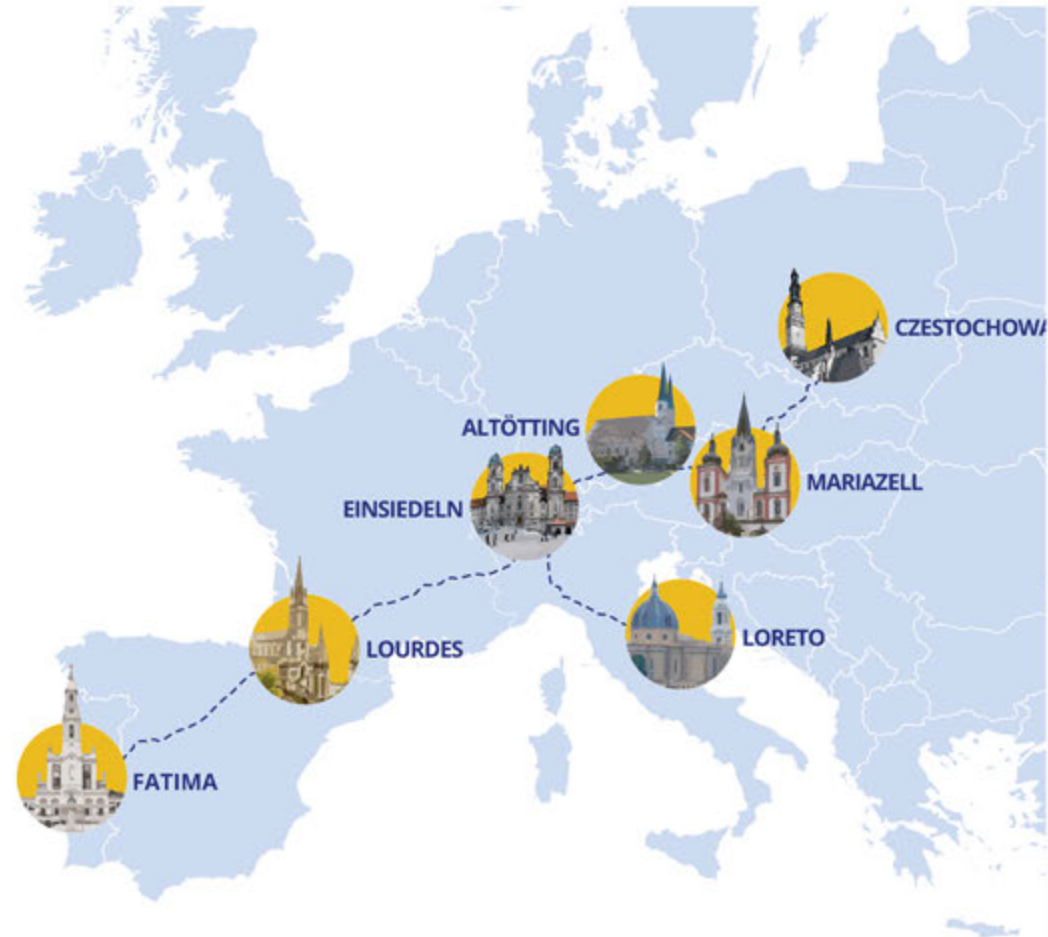 CZESTOCHOWA
ALTÖTTING
MARIAZELL
EINSIEDELN
LORETO
LOURDES
FATIMA